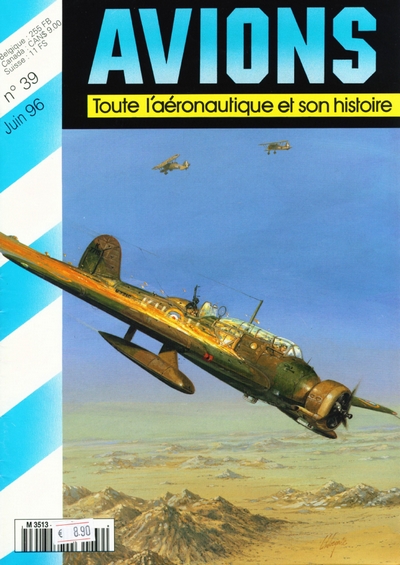 AVIONS
Toute l'aéronautique et son histoire
Belgique : 255 FB
Canada : CAN$ 9.00
Suisse : 11 FS
n° 39
Juin 96
M 3513
€ 8.90